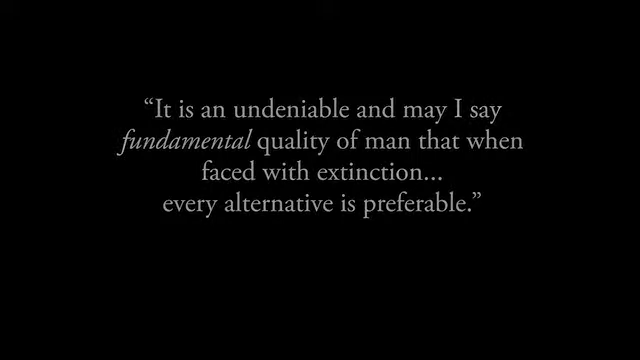 “It is an undeniable and may I say
fundamental quality of man that when
faced with extinction...
every alternative is preferable.”